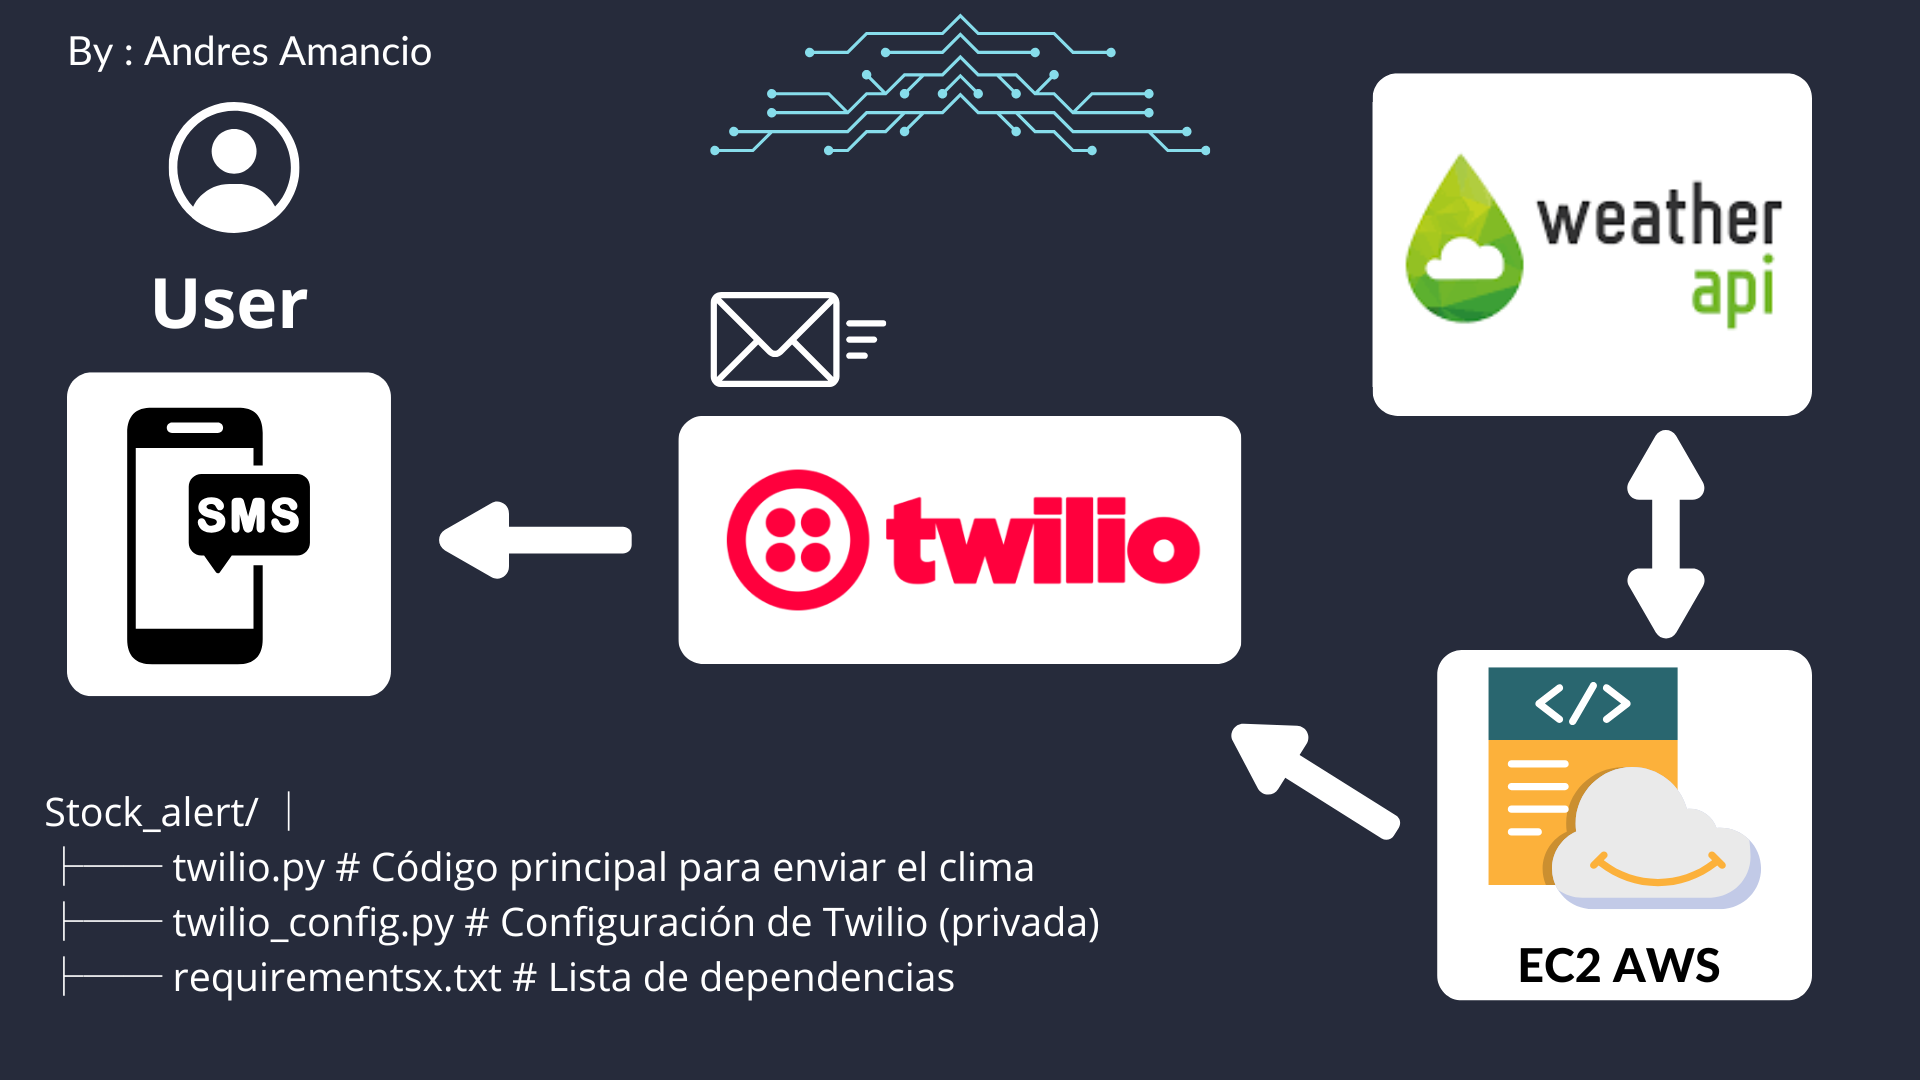 By : Andres Amancio
User
SMS
twilio
weather
api
</>
EC2 AWS
Stock_alert/ │
├──── twilio.py # Código principal para enviar el clima
├──── twilio_config.py # Configuración de Twilio (privada)
├──── requirementsx.txt # Lista de dependencias